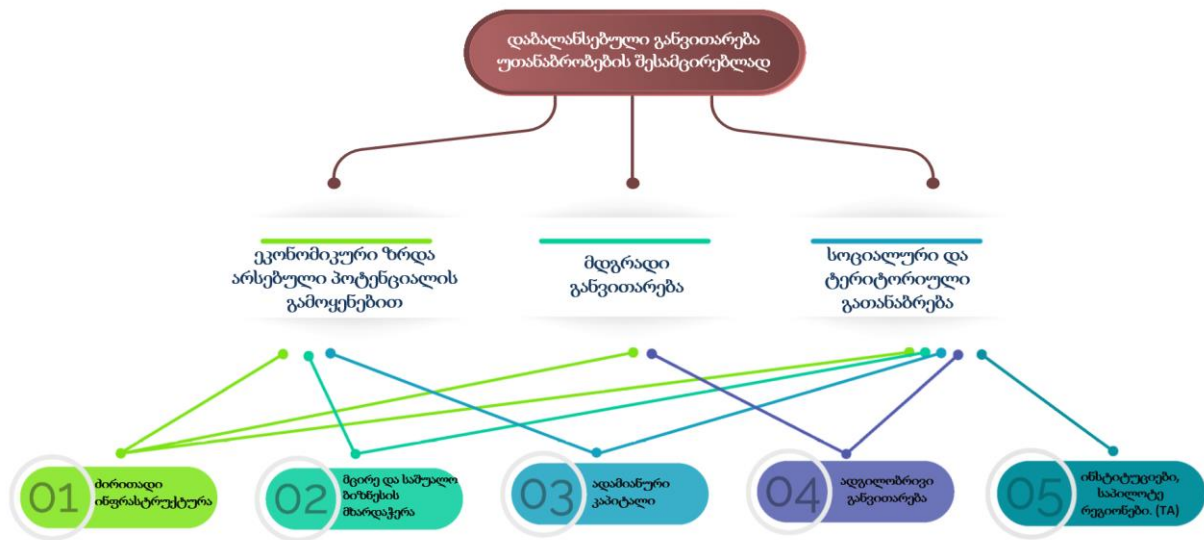 დაბალანსებული განვითარება
უთანაბრობების შესამცირებლად
ეკონომიკური ზრდა
არსებული პოტენციალის
გამოყენებით
მდგრადი
განვითარება
სოციალური და
ტერიტორიული
გათანაბრება
01
ძირითადი
ინფრასტრუქტურა
02
მცირე და საშუალო
ბიზნესის
მხარდაჭერა
03
ადამიანური
კაპიტალი
04
ადგილობრივი
განვითარება
05
ინსტიტუციები,
საპილოტე
რეგიონები. (TA)